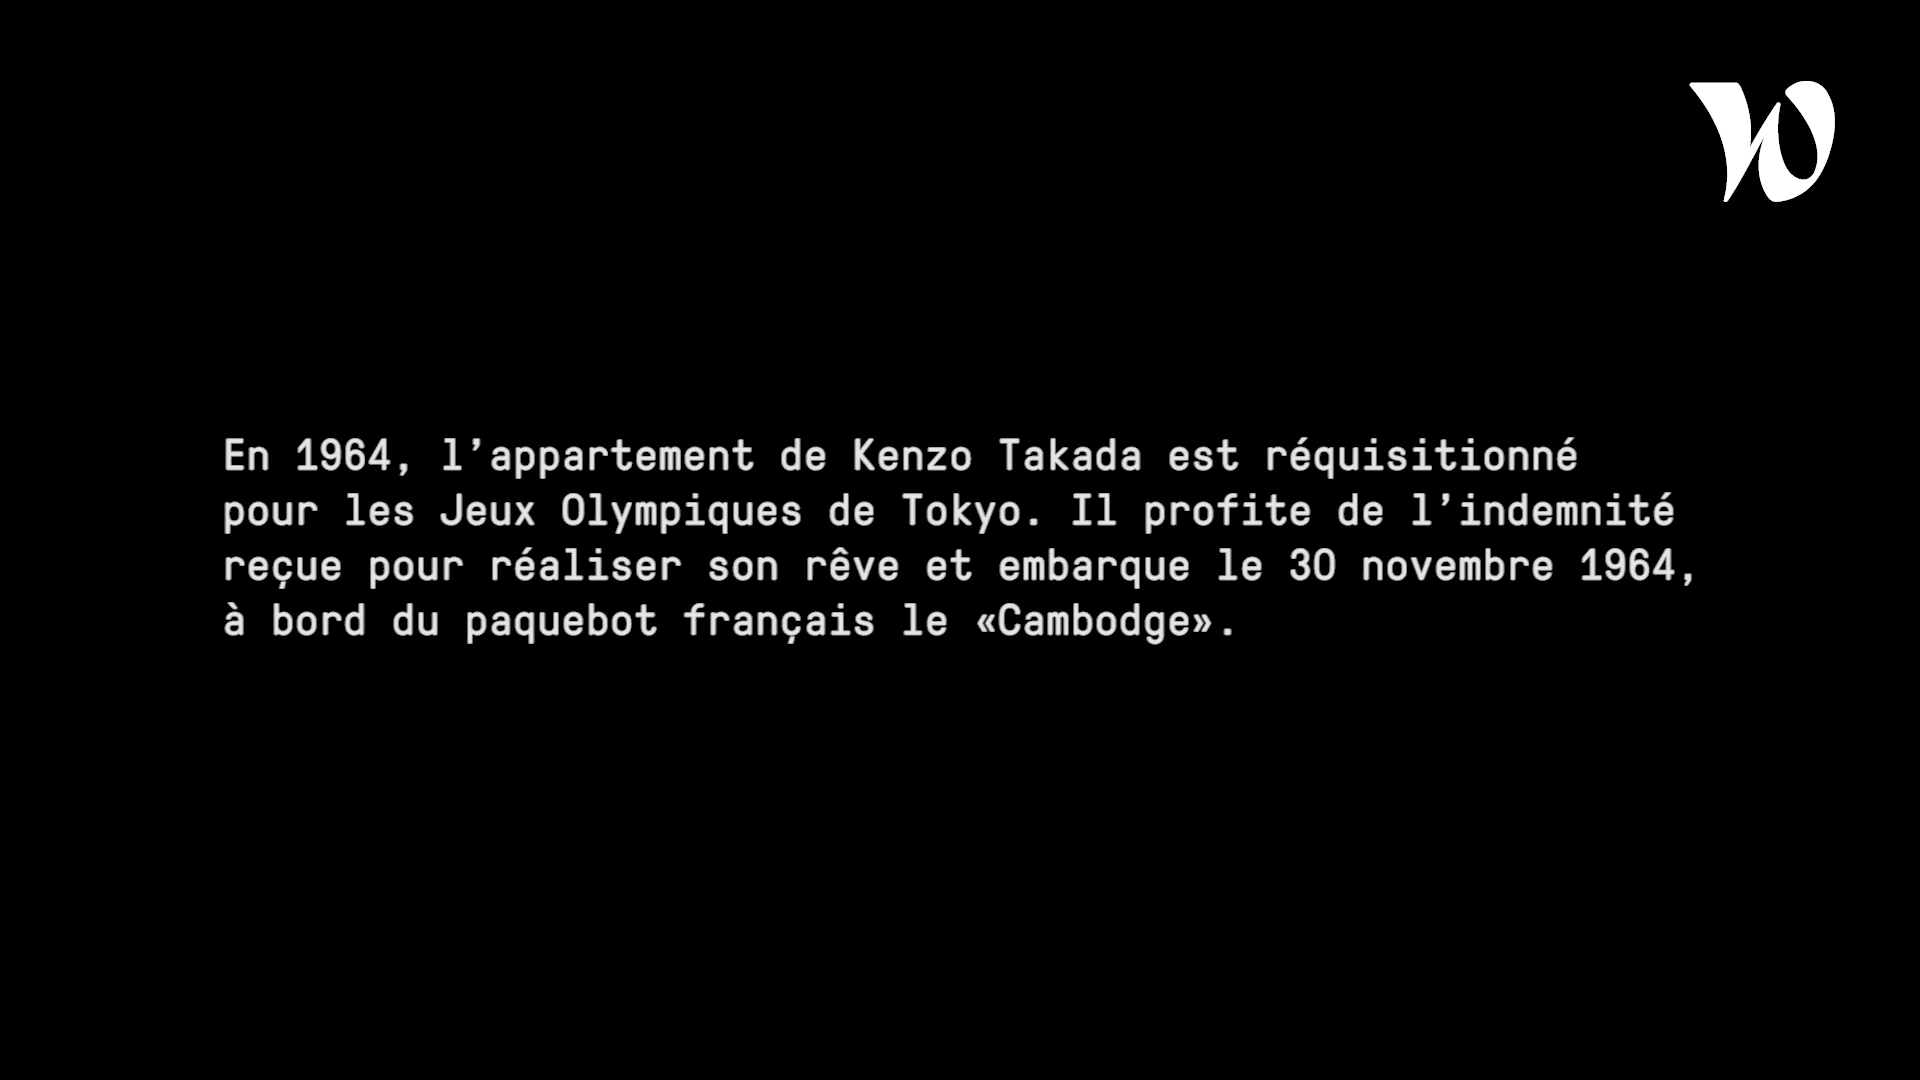 W
En 1964, l’appartement de Kenzo Takada est réquisitionné
pour les Jeux Olympiques de Tokyo. Il profite de l’indemnité
reçue pour réaliser son rêve et embarque le 30 novembre 1964,
à bord du paquebot français le «Cambodge».